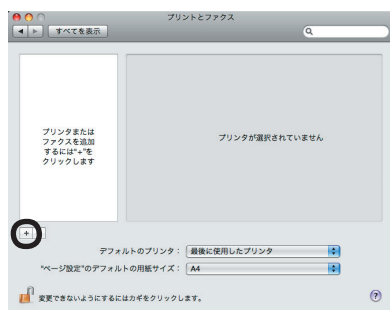 プリントとファクス
すべてを表示
プリンタまたは
ファクスを追加
するには“+”を
クリックします
プリンタが選択されていません
+
デフォルトのプリンタ： 最後に使用したプリンタ
“ページ設定”のデフォルトの用紙サイズ： A4
変更できないようにするにはカギをクリックします。
?